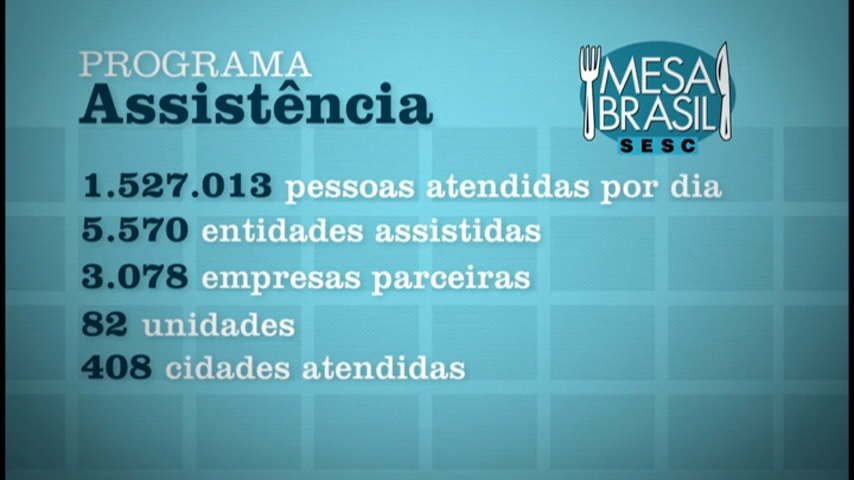 PROGRAMA
Assistência
MESA
BRASIL
SESC
1.527.013 pessoas atendidas por dia
5.570 entidades assistidas
3.078 empresas parceiras
82 unidades
408 cidades atendidas